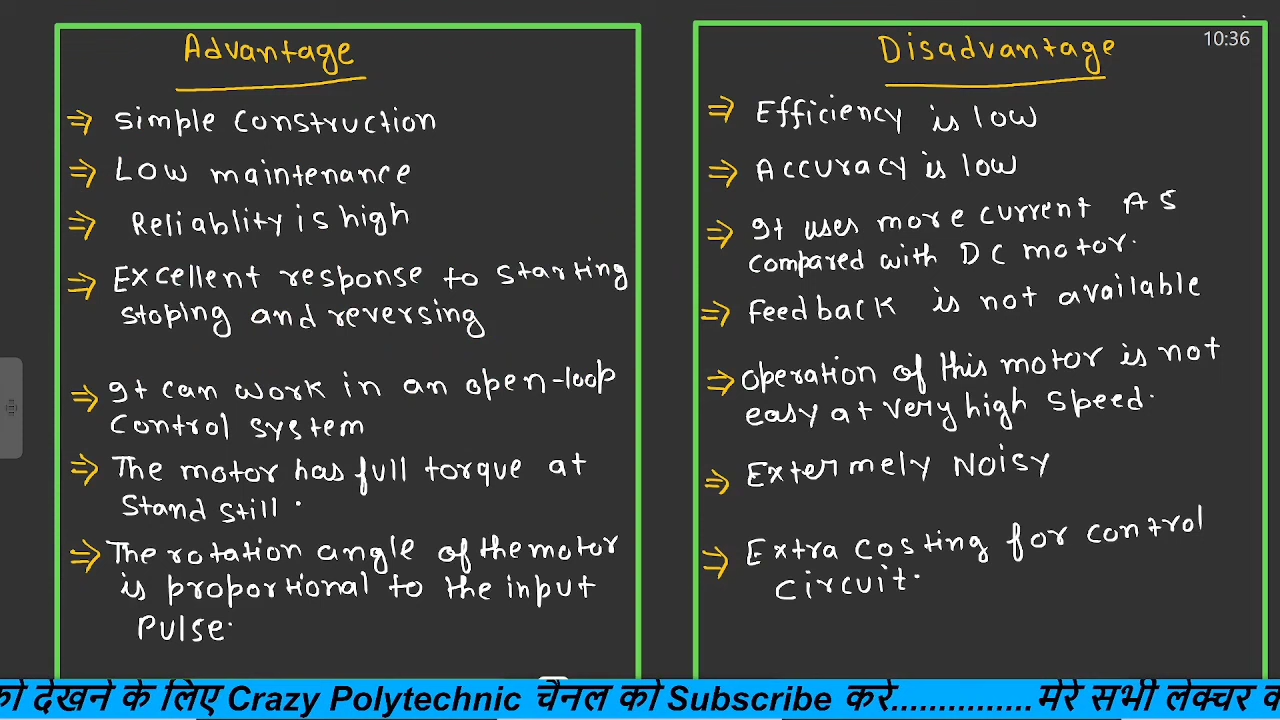 Advantage
⇒ Simple construction
⇒ Low maintenance
⇒ Reliablity is high
⇒ Excellent response to starting
stoping and reversing
⇒ It can work in an open-loop
control system
⇒ The motor has full torque at
Stand still.
⇒ The rotation angle of the motor
is proportional to the input
Pulse.
Disadvantage
10:36
⇒ Efficiency is low
⇒ Accuracy is low
⇒ It uses more current As
compared with DC motor.
⇒ Feedback is not available
⇒ Operation of this motor is not
easy at very high speed.
⇒ Extermely Noisy
⇒ Extra costing for control
circuit.
को देखने के लिए Crazy Polytechnic चैनल को Subscribe करे...............मेरे सभी लेक्चर